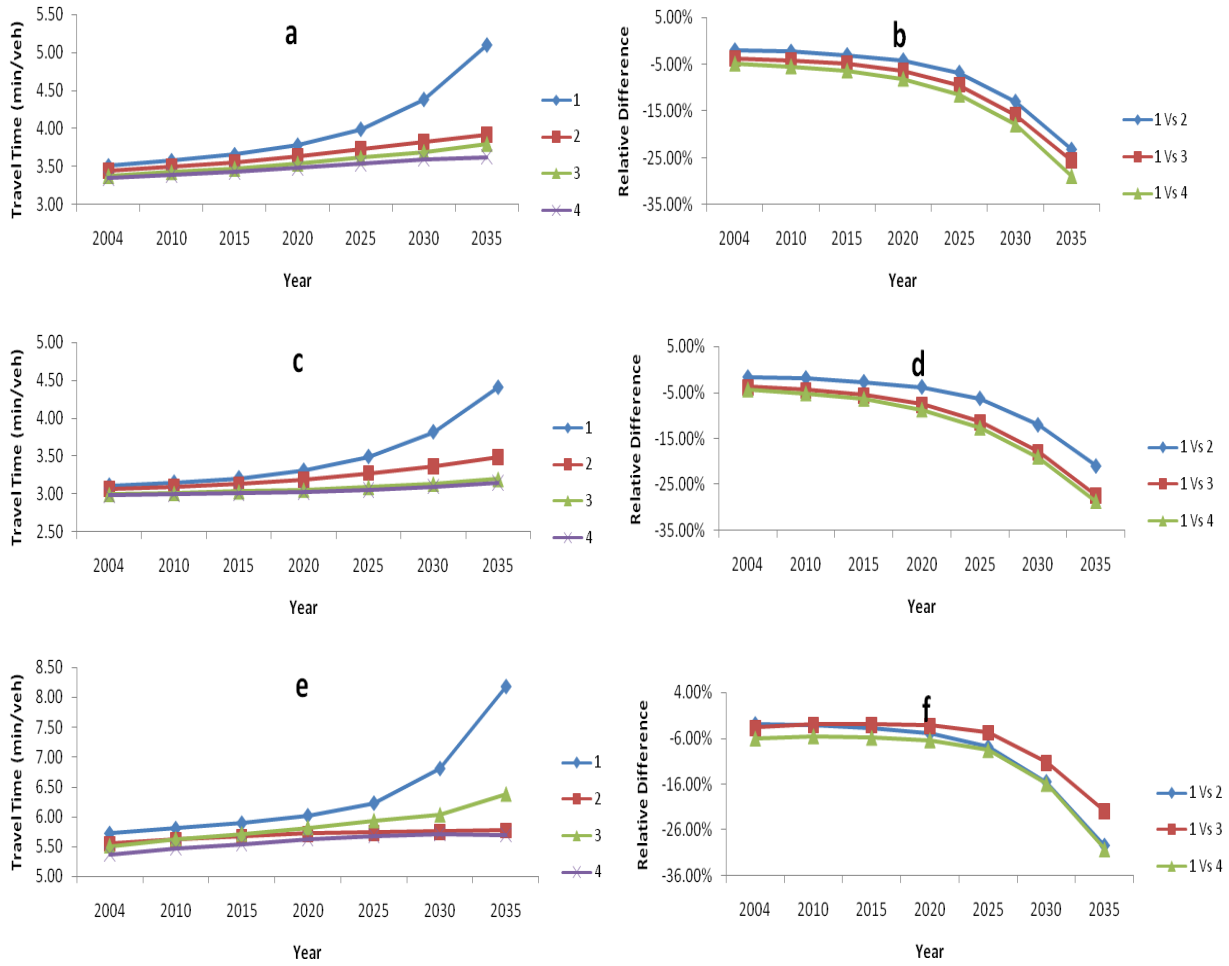 a
Travel Time (min/veh)
5.50
5.00
4.50
4.00
3.50
3.00
2004 2010 2015 2020 2025 2030 2035
Year
1
2
3
4
b
Relative Difference
5.00%
-5.00%
-15.00%
-25.00%
-35.00%
2004 2010 2015 2020 2025 2030 2035
Year
1 Vs 2
1 Vs 3
1 Vs 4
c
Travel Time (min/veh)
5.00
4.50
4.00
3.50
3.00
2.50
2004 2010 2015 2020 2025 2030 2035
Year
1
2
3
4
d
Relative Difference
5.00%
-5.00%
-15.00%
-25.00%
-35.00%
2004 2010 2015 2020 2025 2030 2035
Year
1 Vs 2
1 Vs 3
1 Vs 4
e
Travel Time (min/veh)
8.50
8.00
7.50
7.00
6.50
6.00
5.50
5.00
2004 2010 2015 2020 2025 2030 2035
Year
1
2
3
4
f
Relative Difference
4.00%
-6.00%
-16.00%
-26.00%
-36.00%
2004 2010 2015 2020 2025 2030 2035
Year
1 Vs 2
1 Vs 3
1 Vs 4